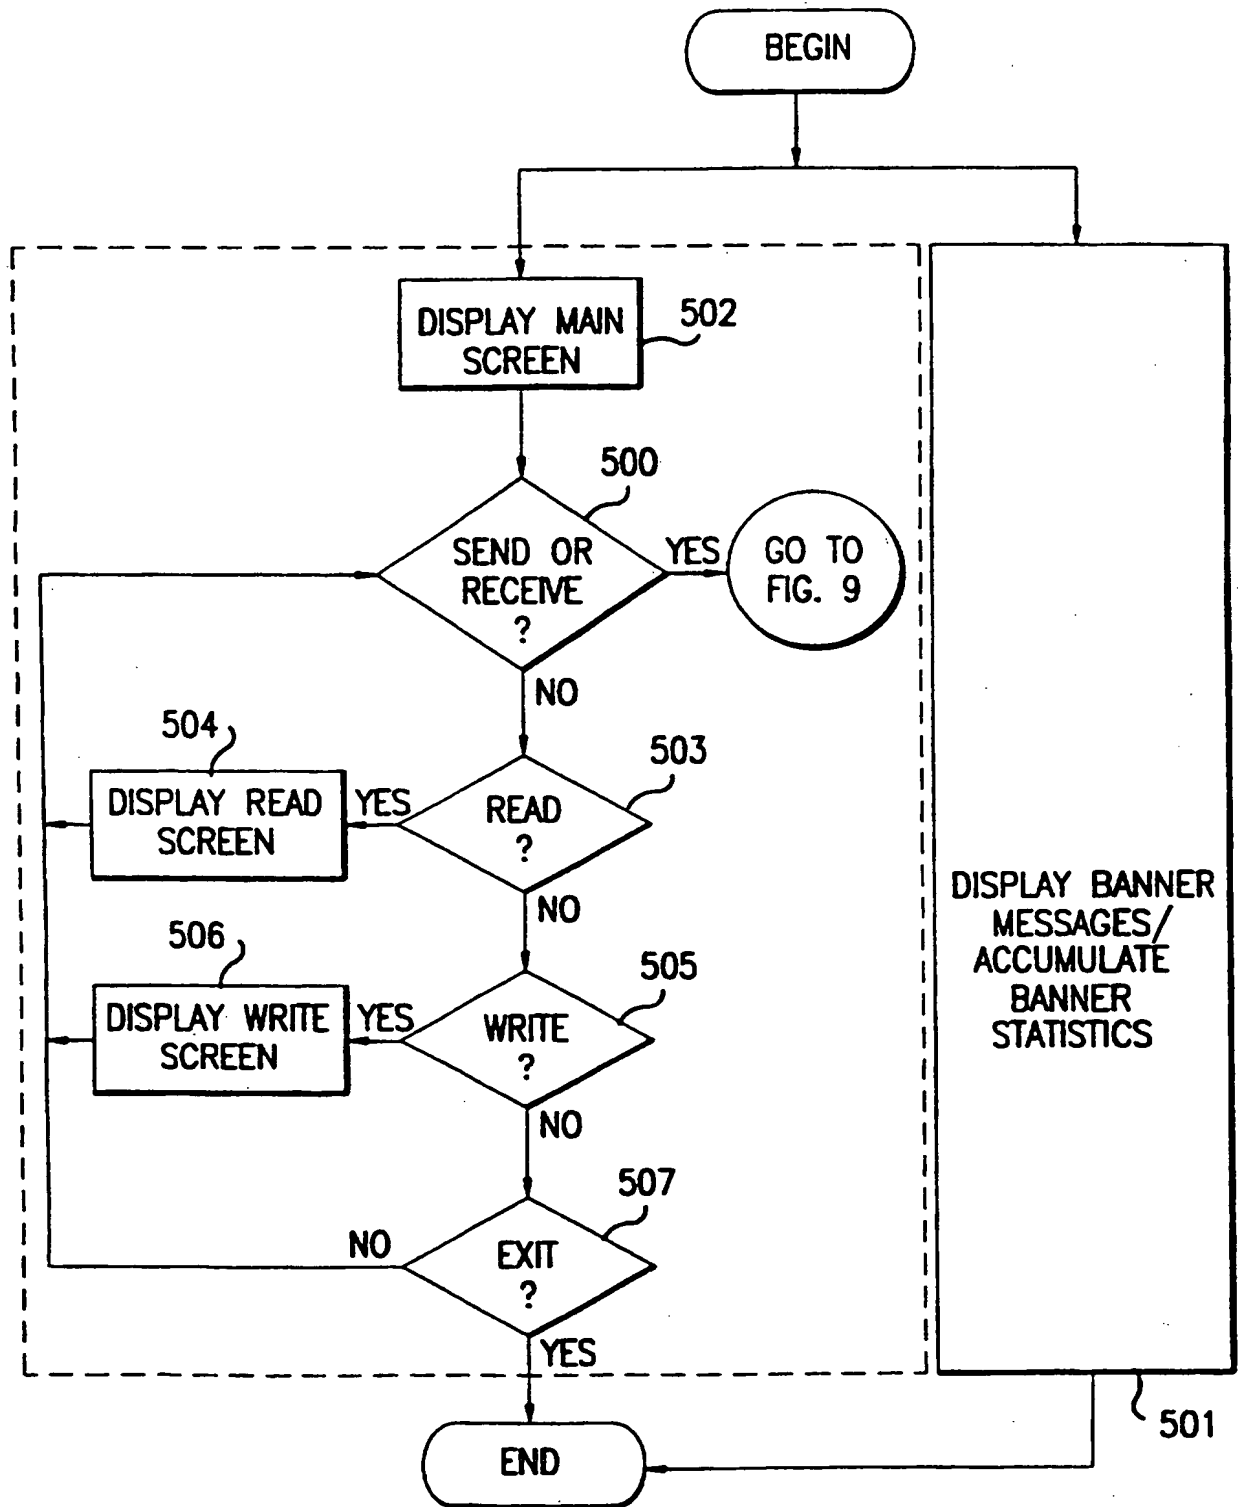 BEGIN
DISPLAY MAIN
SCREEN
502
500
SEND OR
RECEIVE
?
YES
GO TO
FIG. 9
NO
504
503
DISPLAY READ
SCREEN
YES
READ
?
NO
506
505
DISPLAY WRITE
SCREEN
YES
WRITE
?
NO
507
NO
EXIT
?
YES
DISPLAY BANNER
MESSAGES/
ACCUMULATE
BANNER
STATISTICS
501
END